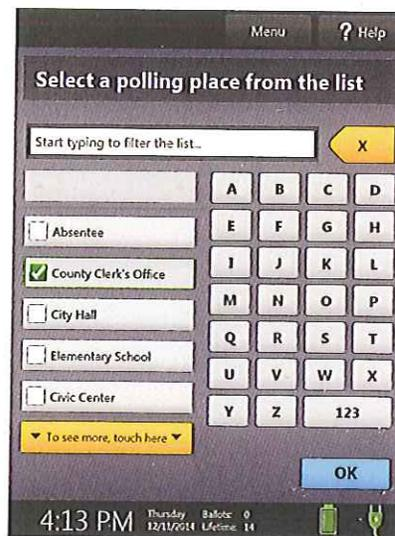 Menu ? Help
Select a polling place from the list
Start typing to filter the list...
X
Absentee
County Clerk's Office
City Hall
Elementary School
Civic Center
To see more, touch here
A B C D
E F G H
I J K L
M N O P
Q R S T
U V W X
Y Z 123
OK
4:13 PM
Thursday
12/11/2014
Ballots: 0
Lifetime: 14